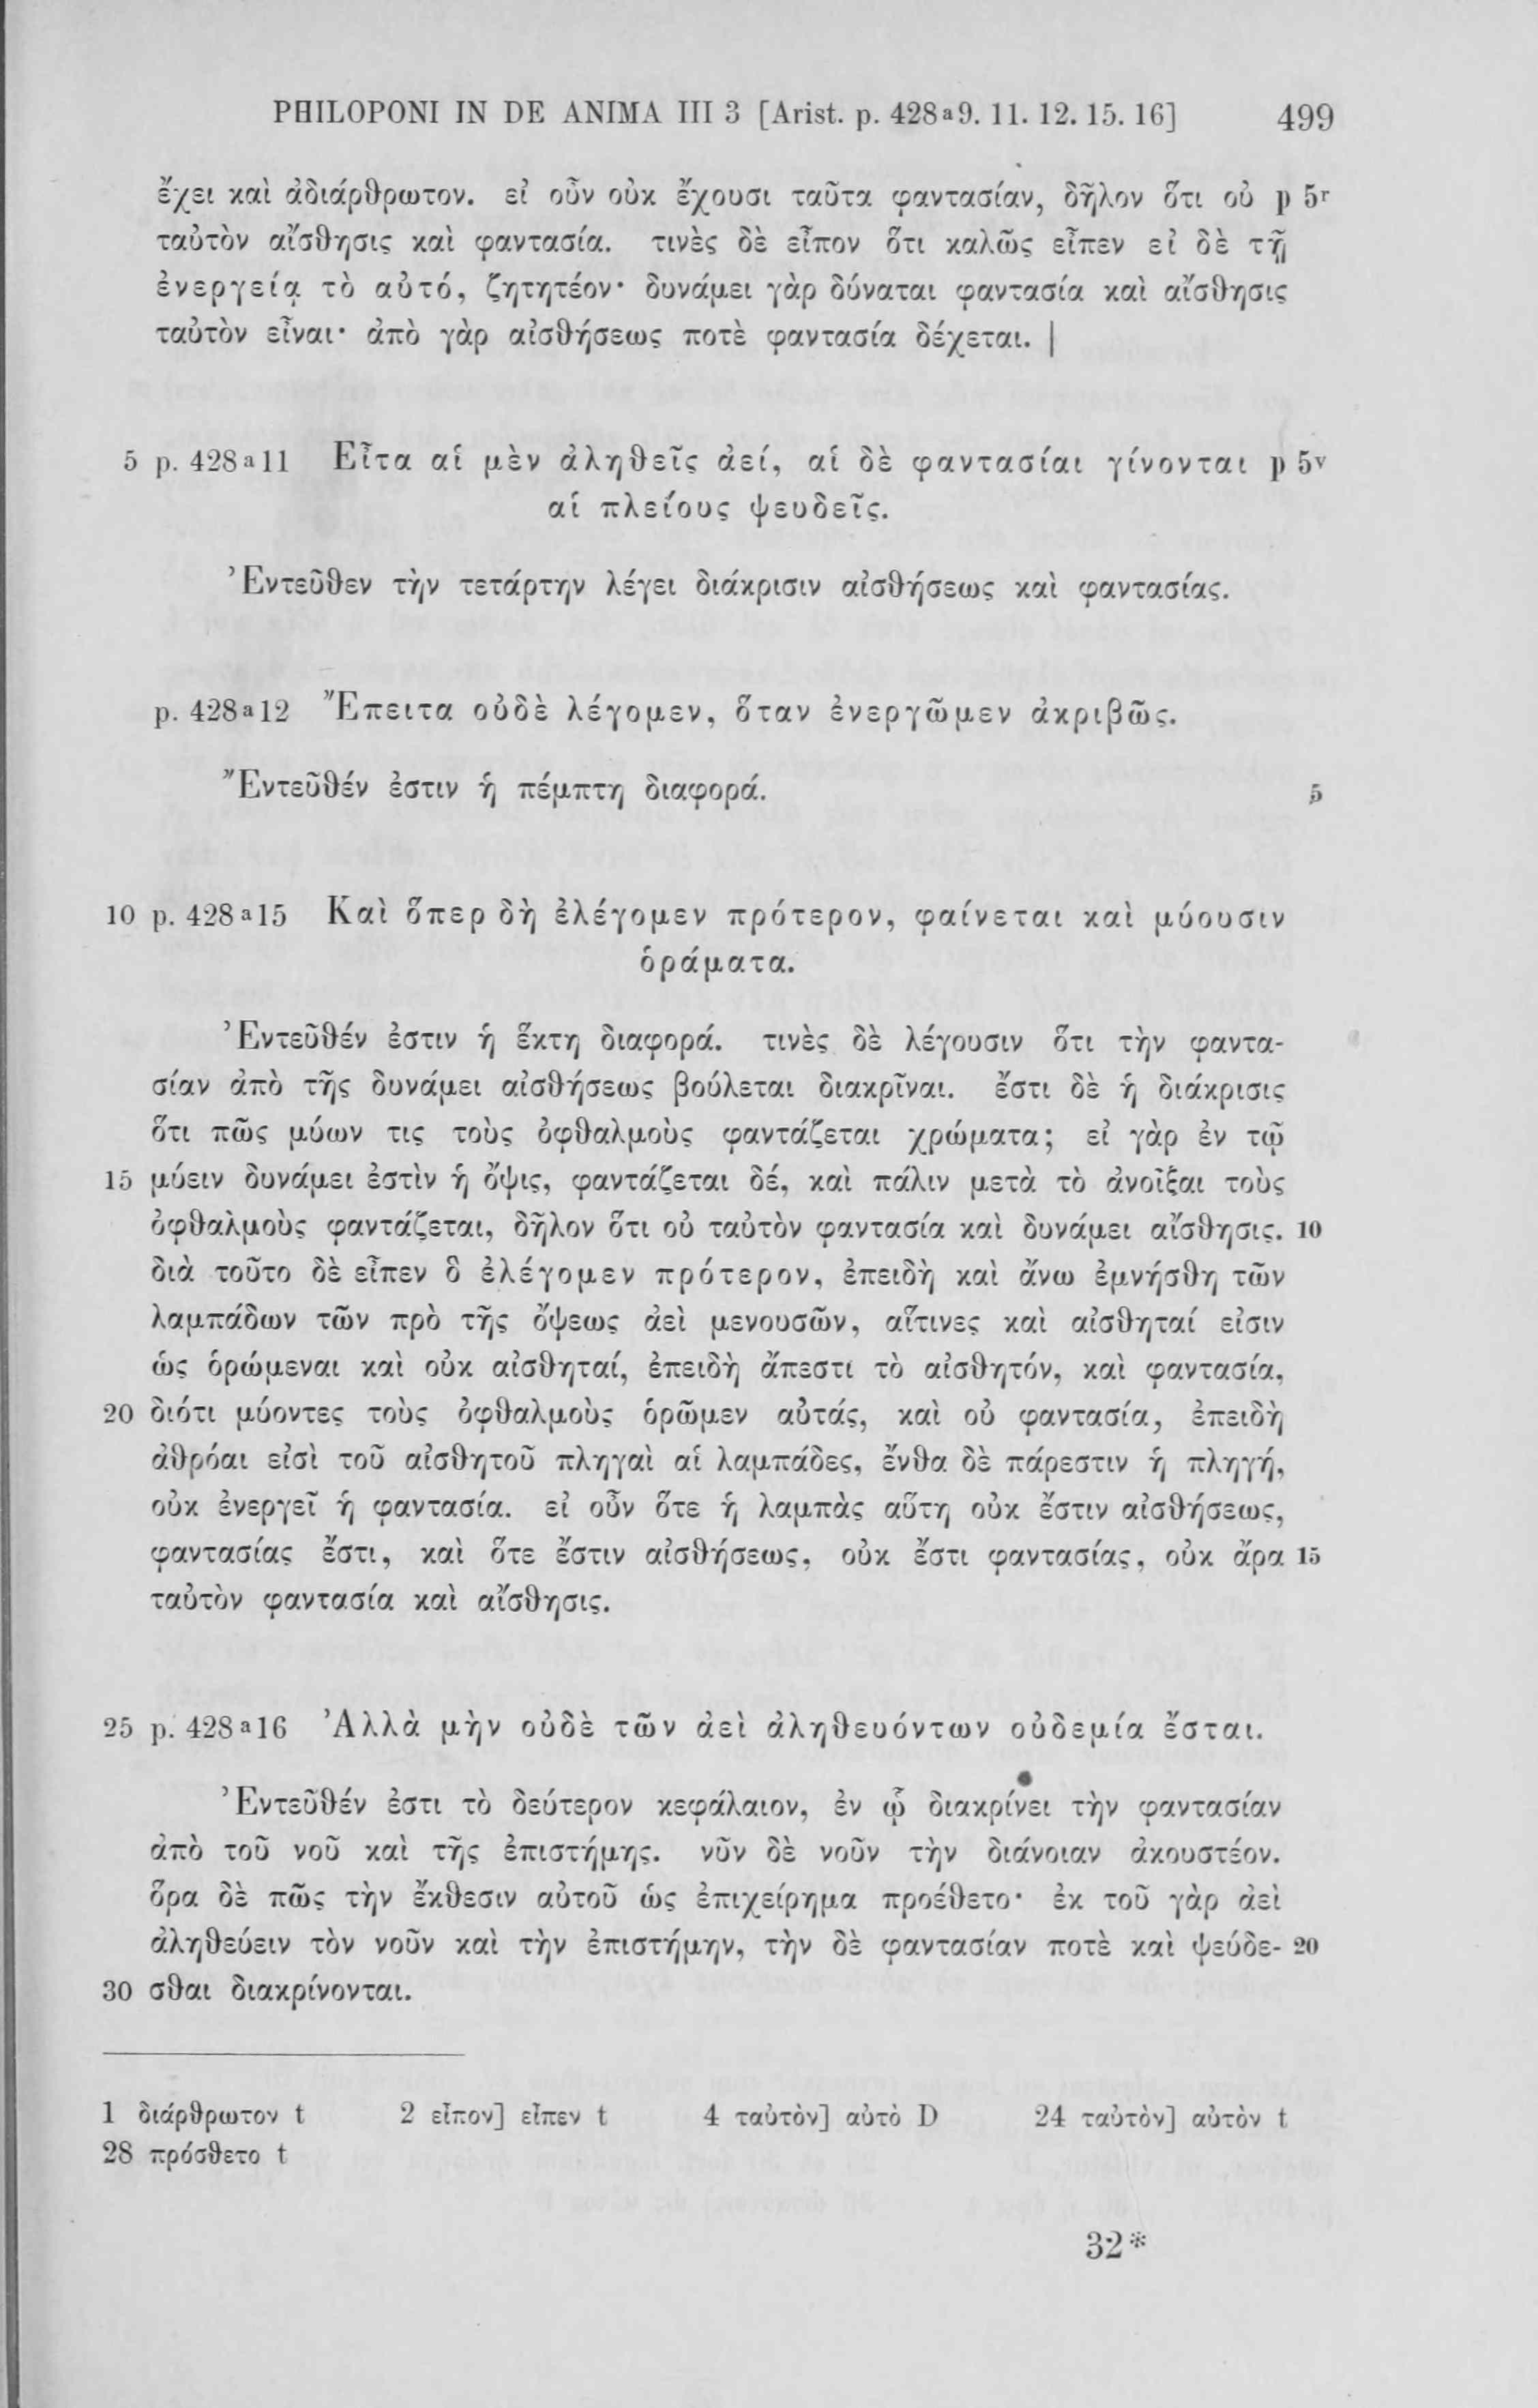 PHILOPONI IN DE ANIMA III 3 [Arist. p. 428a9. 11. 12. 15. 16] 499
ἔχει καὶ ἀδιάρθρωτον. εἰ οὖν οὐκ ἔχουσι ταῦτα φαντασίαν, δῆλον ὅτι οὐ p 5r
ταὐτὸν αἴσθησις καὶ φαντασία. τινὲς δὲ εἶπον ὅτι καλῶς εἶπεν εἰ δὲ τῇ
ἐνεργείᾳ τὸ αὐτό, ζητητέον· δυνάμει γὰρ δύναται φαντασία καὶ αἴσθησις
ταὐτὸν εἶναι· ἀπὸ γὰρ αἰσθήσεως ποτὲ φαντασία δέχεται. |
5 p. 428a11 Εἶτα αἱ μὲν ἀληθεῖς ἀεί, αἱ δὲ φαντασίαι γίνονται p 5v
αἱ πλείους ψευδεῖς.
Ἐντεῦθεν τὴν τετάρτην λέγει διάκρισιν αἰσθήσεως καὶ φαντασίας.
p. 428a12 Ἔπειτα οὐδὲ λέγομεν, ὅταν ἐνεργῶμεν ἀκριβῶς.
Ἔντεῦθέν ἐστιν ἡ πέμπτη διαφορά. 5
10 p. 428a15 Καὶ ὅπερ δὴ ἐλέγομεν πρότερον, φαίνεται καὶ μύουσιν
ὁράματα.
Ἐντεῦθέν ἐστιν ἡ ἕκτη διαφορά. τινὲς δὲ λέγουσιν ὅτι τὴν φαντα-
σίαν ἀπὸ τῆς δυνάμει αἰσθήσεως βούλεται διακρῖναι. ἔστι δὲ ἡ διάκρισις
ὅτι πῶς μύων τις τοὺς ὀφθαλμοὺς φαντάζεται χρώματα; εἰ γὰρ ἐν τῷ
15 μύειν δυνάμει ἐστὶν ἡ ὄψις, φαντάζεται δέ, καὶ πάλιν μετὰ τὸ ἀνοῖξαι τοὺς
ὀφθαλμοὺς φαντάζεται, δῆλον ὅτι οὐ ταὐτὸν φαντασία καὶ δυνάμει αἴσθησις. 10
διὰ τοῦτο δὲ εἶπεν ὃ ἐλέγομεν πρότερον, ἐπειδὴ καὶ ἄνω ἐμνήσθη τῶν
λαμπάδων τῶν πρὸ τῆς ὄψεως ἀεὶ μενουσῶν, αἵτινες καὶ αἰσθηταί εἰσιν
ὡς ὁρώμεναι καὶ οὐκ αἰσθηταί, ἐπειδὴ ἄπεστι τὸ αἰσθητόν, καὶ φαντασία,
20 διότι μύοντες τοὺς ὀφθαλμοὺς ὁρῶμεν αὐτάς, καὶ οὐ φαντασία, ἐπειδὴ
ἀθρόαι εἰσὶ τοῦ αἰσθητοῦ πληγαὶ αἱ λαμπάδες, ἔνθα δὲ πάρεστιν ἡ πληγή,
οὐκ ἐνεργεῖ ἡ φαντασία. εἰ οὖν ὅτε ἡ λαμπὰς αὕτη οὐκ ἔστιν αἰσθήσεως,
φαντασίας ἔστι, καὶ ὅτε ἔστιν αἰσθήσεως, οὐκ ἔστι φαντασίας, οὐκ ἄρα 15
ταὐτὸν φαντασία καὶ αἴσθησις.
25 p. 428a16 Ἀλλὰ μὴν οὐδὲ τῶν ἀεὶ ἀληθευόντων οὐδεμία ἔσται.
Ἐντεῦθέν ἐστι τὸ δεύτερον κεφάλαιον, ἐν ᾧ διακρίνει τὴν φαντασίαν
ἀπὸ τοῦ νοῦ καὶ τῆς ἐπιστήμης. νῦν δὲ νοῦν τὴν διάνοιαν ἀκουστέον.
ὅρα δὲ πῶς τὴν ἔκθεσιν αὐτοῦ ὡς ἐπιχείρημα προέθετο· ἐκ τοῦ γὰρ ἀεὶ
ἀληθεύειν τὸν νοῦν καὶ τὴν ἐπιστήμην, τὴν δὲ φαντασίαν ποτὲ καὶ ψεύδε- 20
30 σθαι διακρίνονται.
1 διάρθρωτον t 2 εἶπον] εἶπεν t 4 ταὐτὸν] αὐτὸ D 24 ταὐτὸν] αὐτὸν t
28 πρόσθετο t
32*